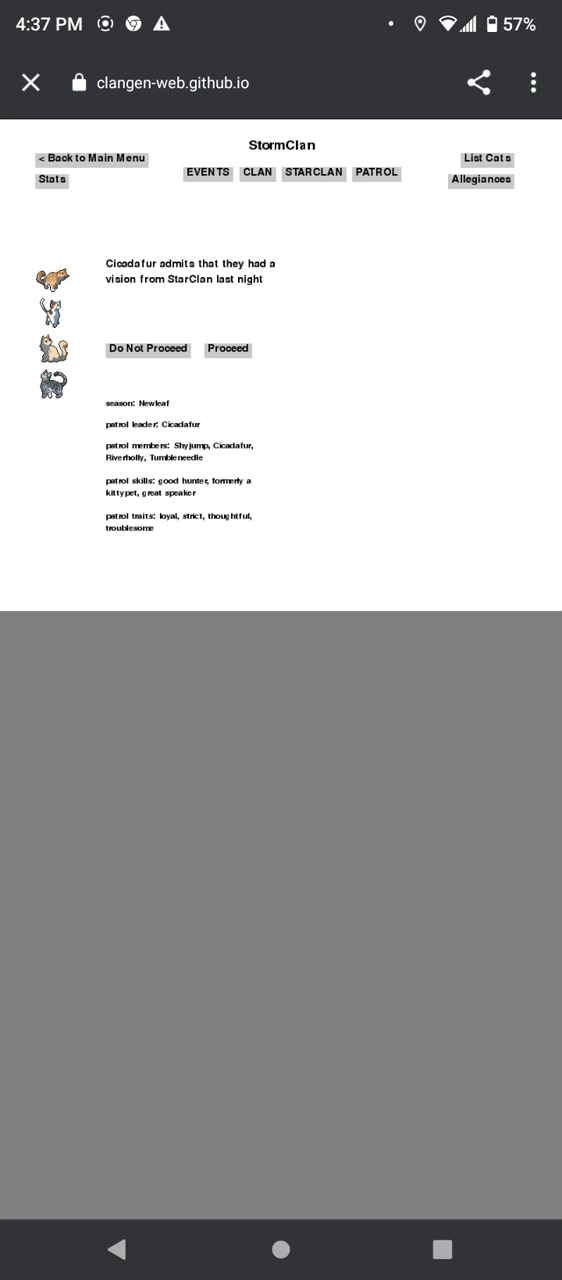 4:37 PM
57%
clangen-web.github.io
StormClan
< Back to Main Menu
List Cats
EVENTS CLAN STARCLAN PATROL
Stats
Allegiances
Cicadafur admits that they had a
vision from StarClan last night
Do Not Proceed Proceed
season: Newleaf
patrol leader: Cicadafur
patrol members: Shyjump, Cicadafur,
Riverholly, Tumbleneedle
patrol skills: good hunter, formerly a
kittypet, great speaker
patrol traits: loyal, strict, thoughtful,
troublesome